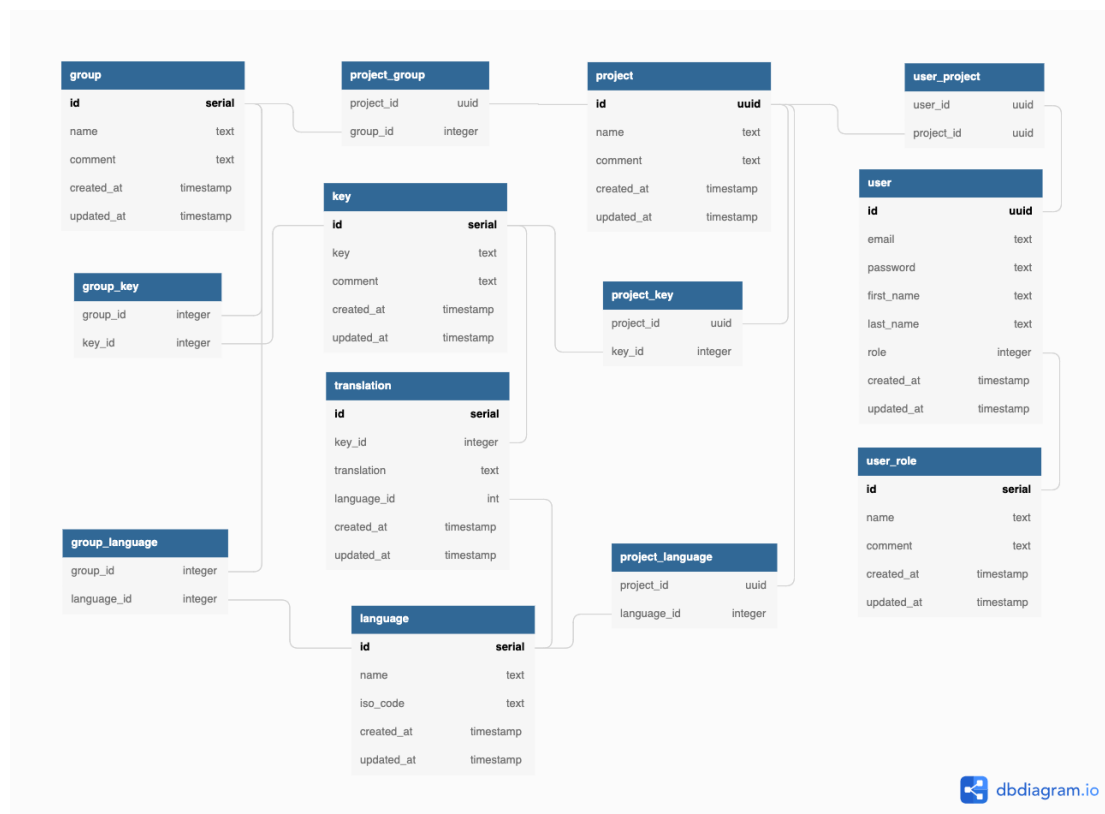 group
id serial
name text
comment text
created_at timestamp
updated_at timestamp
project_group
project_id uuid
group_id integer
project
id uuid
name text
comment text
created_at timestamp
updated_at timestamp
user_project
user_id uuid
project_id uuid
user
id uuid
email text
password text
first_name text
last_name text
role integer
created_at timestamp
updated_at timestamp
key
id serial
key text
comment text
created_at timestamp
updated_at timestamp
group_key
group_id integer
key_id integer
project_key
project_id uuid
key_id integer
translation
id serial
key_id integer
translation text
language_id int
created_at timestamp
updated_at timestamp
user_role
id serial
name text
comment text
created_at timestamp
updated_at timestamp
group_language
group_id integer
language_id integer
project_language
project_id uuid
language_id integer
language
id serial
name text
iso_code text
created_at timestamp
updated_at timestamp
dbdiagram.io